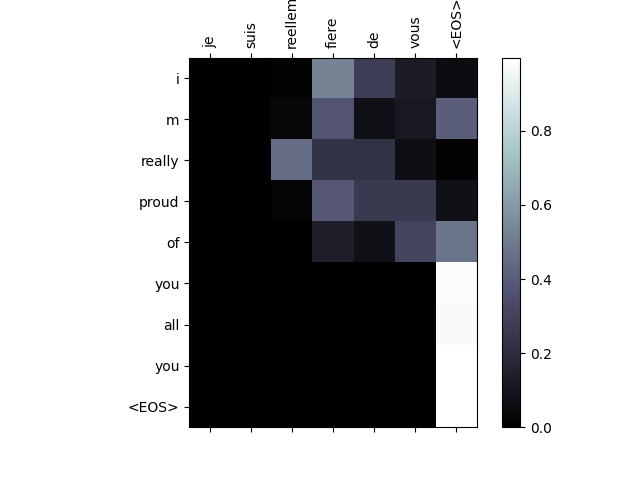 je suis reellem fiere de vous <EOS>
i
m
really
proud
of
you
all
you
<EOS>
0.8
0.6
0.4
0.2
0.0